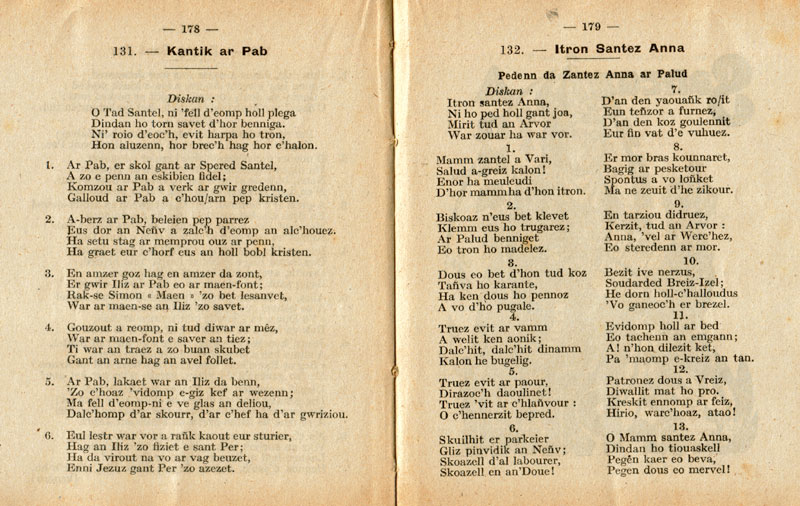 — 178 —
131. — Kantik ar Pab
Diskan :
O Tad Santel, ni 'fell d'eomp holl plega
Dindan ho torn savet d'hor benniga.
Ni' roio d'eoc'h, evit harpa ho tron,
Hon aluzenn, hor brec'h hag hor c'halon.
1. Ar Pab, er skol gant ar Spered Santel,
A zo e penn an eskibien fidel;
Komzou ar Pab a verk ar gwir gredenn,
Galloud ar Pab a c'hou/arn pep kristen.
2. A-berz ar Pab, beleien pep parrez
Eus dor an Neñv a zalc'h d'eomp an alc'houez.
Ha setu stag ar memprou ouz ar penn,
Ha graet eur c'horf eus an holl bobl kristen.
3. En amzer goz hag en amzer da zont,
Er gwir Iliz ar Pab eo ar maen-font;
Rak-se Simon « Maen » 'zo bet lesanvet,
War ar maen-se an Iliz 'zo savet.
4. Gouzout a reomp, ni tud diwar ar mêz,
War ar maen-font e saver an tiez;
Ti war an traez a zo buan skubet
Gant an arne hag an avel follet.
5. Ar Pab, lakaet war an Iliz da benn,
'Zo c'hoaz 'vidomp e-giz kef ar wezenn;
Ma fell d'eomp-ni e ve glas an deliou,
Dalc'homp d'ar skourr, d'ar c'hef ha d'ar gwriziou.
6. Eul lestr war vor a rañk kaout eur sturier,
Hag an Iliz 'zo fiziet e sant Per;
Ha da virout na vo ar vag beuzet,
Enni Jezuz gant Per 'zo azezet.
— 179 —
132. — Itron Santez Anna
Pedenn da Zantez Anna ar Palud
Diskan :
Itron santez Anna,
Ni ho ped holl gant joa,
Mirit tud an Arvor
War zouar ha war vor.
1.
Mamm zantel a Vari,
Salud a-greiz kalon!
Enor ha meuleudi
D'hor mamm ha d'hon itron.
2.
Biskoaz n'eus bet klevet
Klemm eus ho trugarez;
Ar Palud benniget
Eo tron ho madelez.
3.
Dous eo bet d'hon tud koz
Tañva ho karante,
Ha ken dous ho pennoz
A vo d'ho pugale.
4.
Truez evit ar vamm
A welit ken aonik;
Dalc'hit, dalc'hit dinamm
Kalon he bugelig.
5.
Truez evit ar paour,
Dirazoc'h daoulinet!
Truez 'vit ar c'hlañvour :
O c'hennerzit bepred.
6.
Skuilhit er parkeier
Gliz pinvidik an Neñv;
Skoazell d'al labourer,
Skoazell en an' Doue!
7.
D'an den yaouañk ro/it
Eun teñzor a furnez,
D'an den koz goulennit
Eur fin vat d'e vuhuez.
8.
Er mor bras kounnaret,
Bagig ar pesketour
Spontus a vo loñket
Ma ne zeuit d'he zikour.
9.
En tarziou didruez,
Kerzit, tud an Arvor :
Anna, 'vel ar Werc'hez,
Eo steredenn ar mor.
10.
Bezit ive nerzus,
Soudarded Breiz-Izel;
He dorn holl-c'halloudus
'Vo ganeoc'h er brezel.
11.
Evidomp holl ar bed
Eo tachenn an emgann;
A! n'hon dilezit ket,
Pa 'maomp e-kreiz an tan.
12.
Patronez dous a Vreiz,
Diwallit mat ho pro.
Kreskit ennomp ar feiz,
Hirio, warc'hoaz, atao!
13.
O Mamm santez Anna,
Dindan ho tiouaskell
Pegen kaer eo beva,
Pegen dous eo mervel!